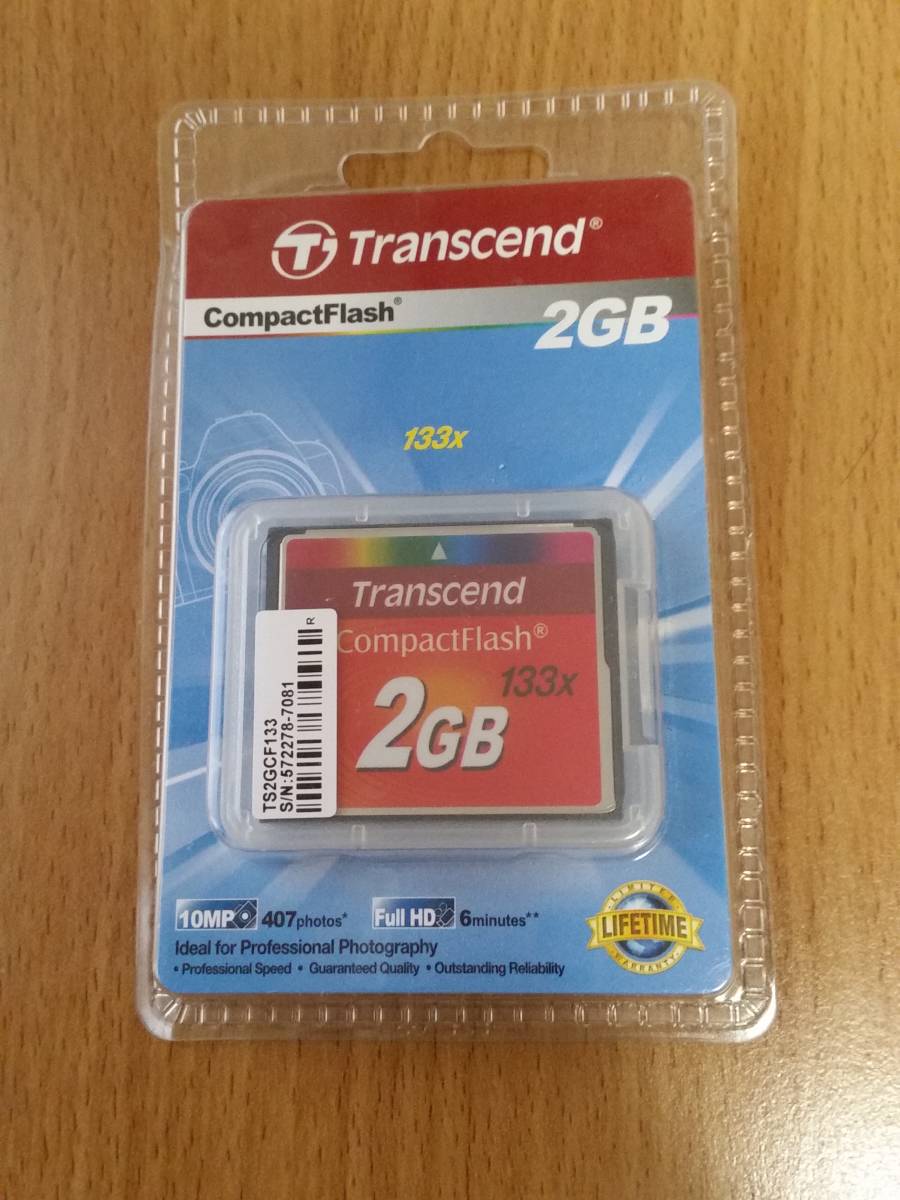 Transcend®
CompactFlash®
2GB
133x
Transcend
CompactFlash®
133x
2GB
TS2GCF133
S/N:572278-7081
R
10MP 407photos*
Full HD 6minutes**
Ideal for Professional Photography
• Professional Speed • Guaranteed Quality • Outstanding Reliability
LIMITED
LIFETIME
WARRANTY